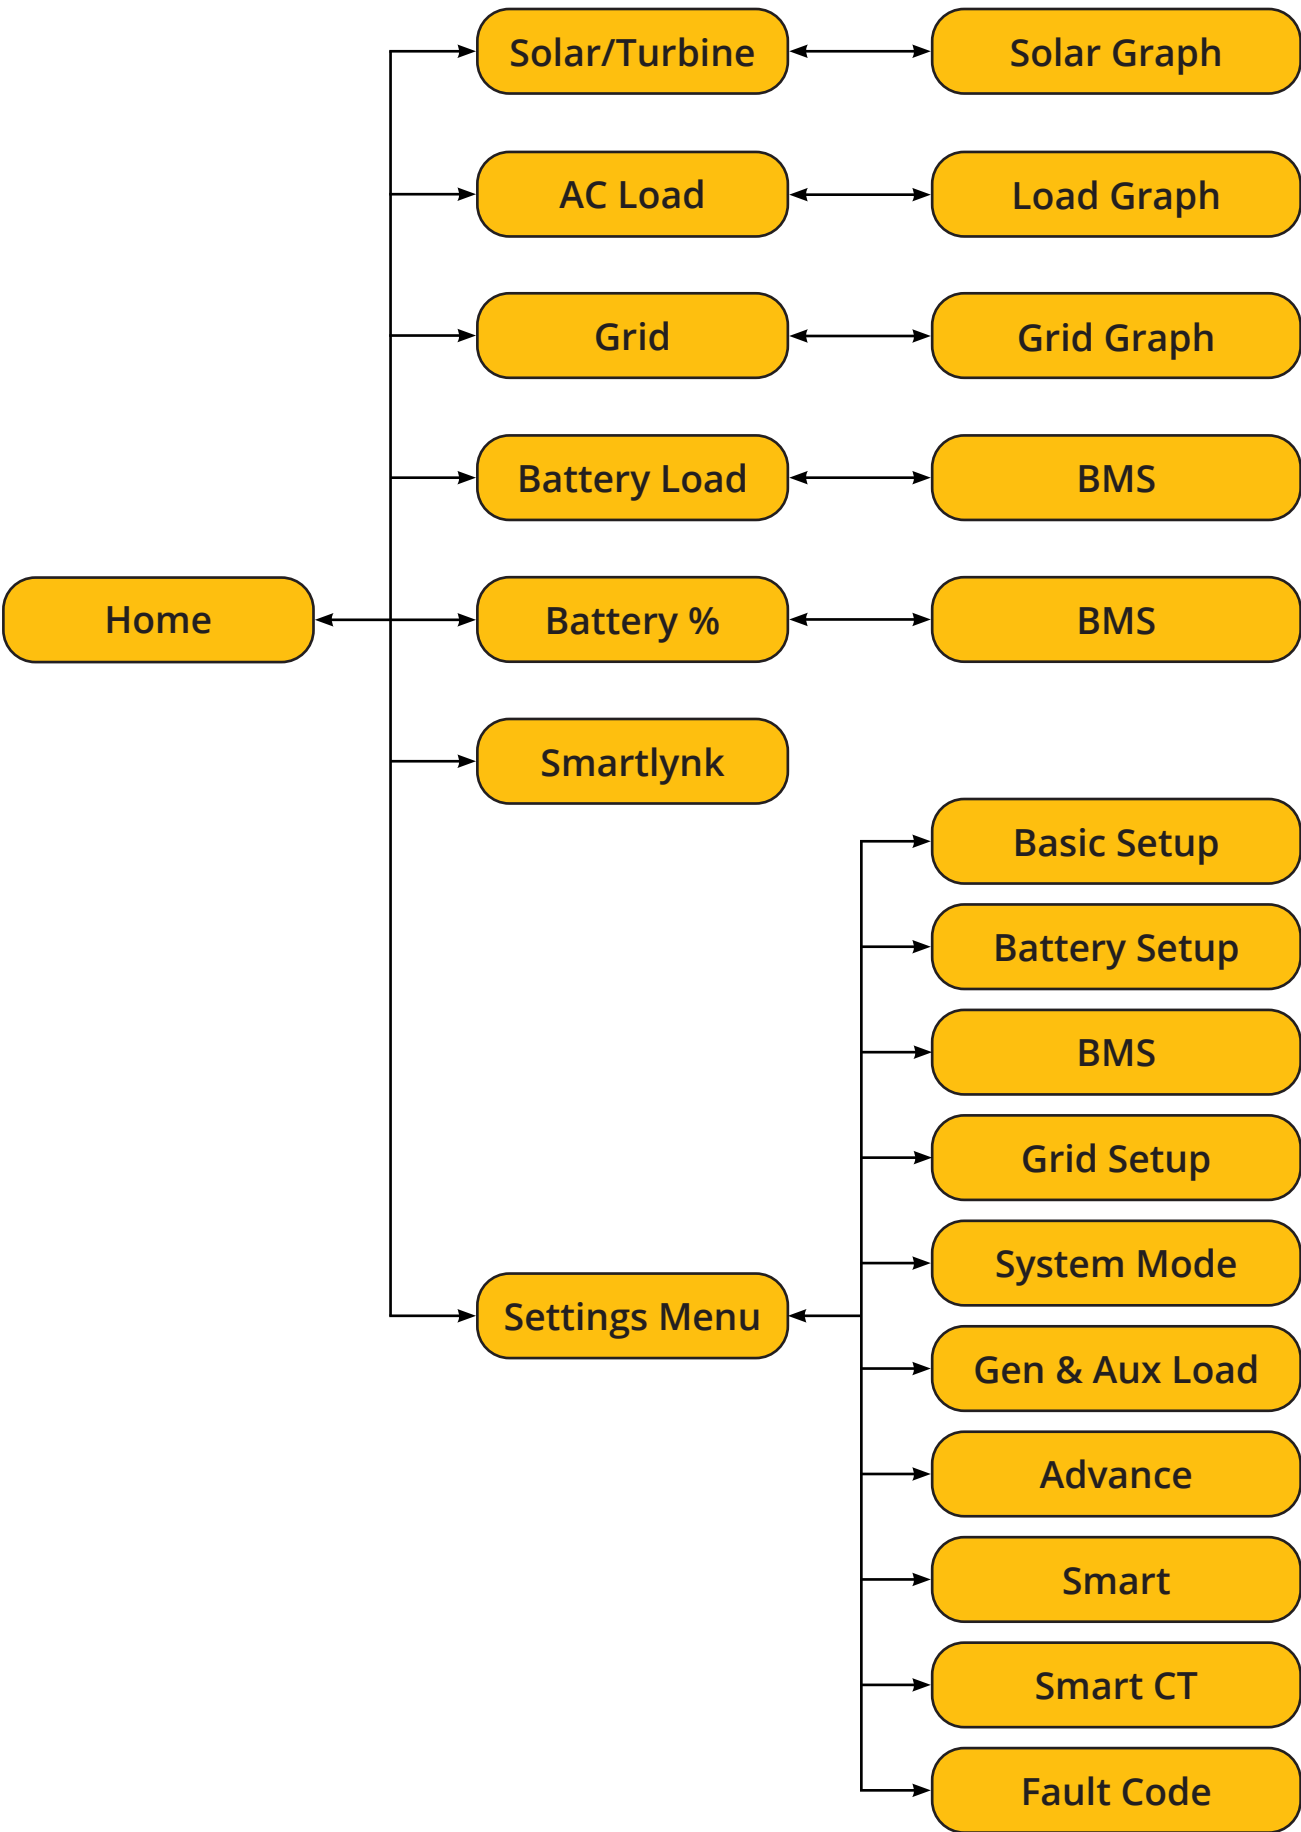 Solar/Turbine
Solar Graph
AC Load
Load Graph
Grid
Grid Graph
Battery Load
BMS
Home
Battery %
BMS
Smartlynk
Basic Setup
Battery Setup
BMS
Grid Setup
System Mode
Settings Menu
Gen & Aux Load
Advance
Smart
Smart CT
Fault Code